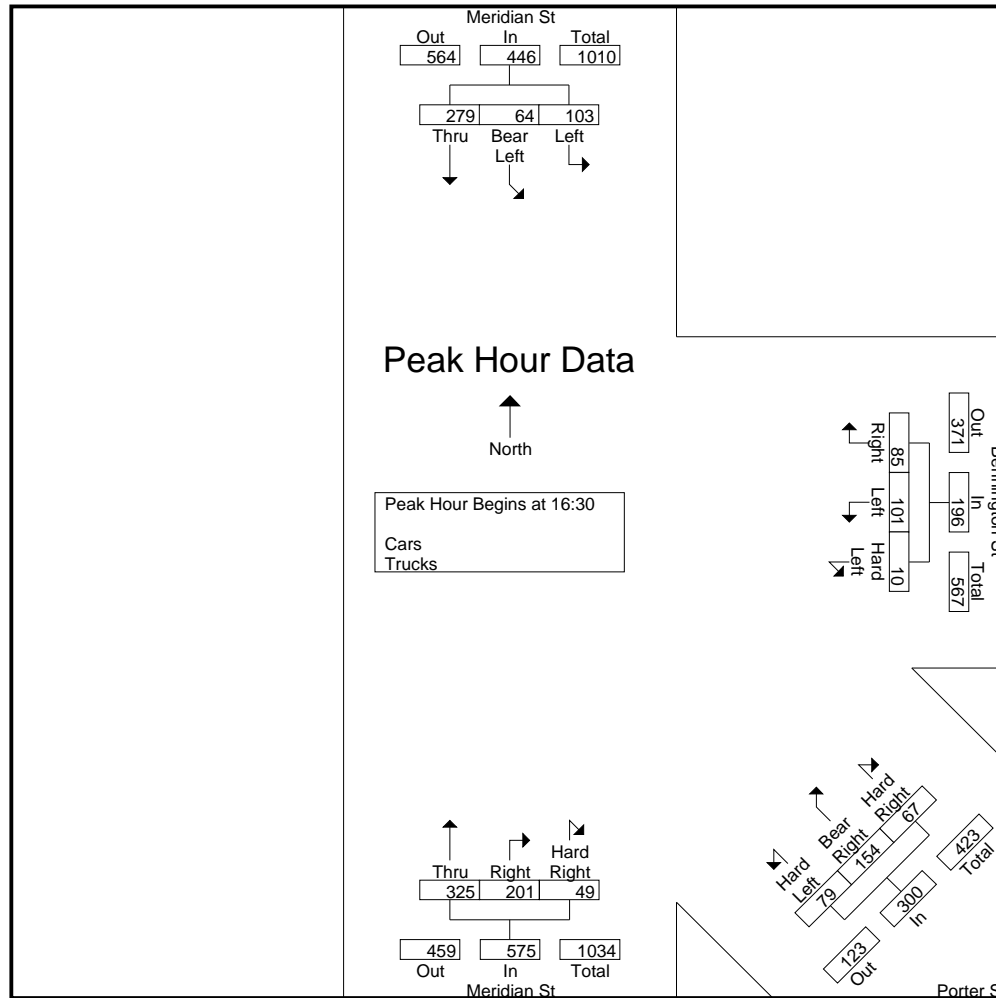 Meridian St
Out In Total
564 446 1010
279 64 103
Thru Bear Left Left
Peak Hour Data
North
Peak Hour Begins at 16:30
Cars
Trucks
Out In Total
371 196 567
85 101 10
Right Left Hard Left
Hard Left Bear Right Hard Right
79 154 67
123 300 423
Out In Total
Porter
Thru Right Hard Right
325 201 49
459 575 1034
Out In Total
Meridian St